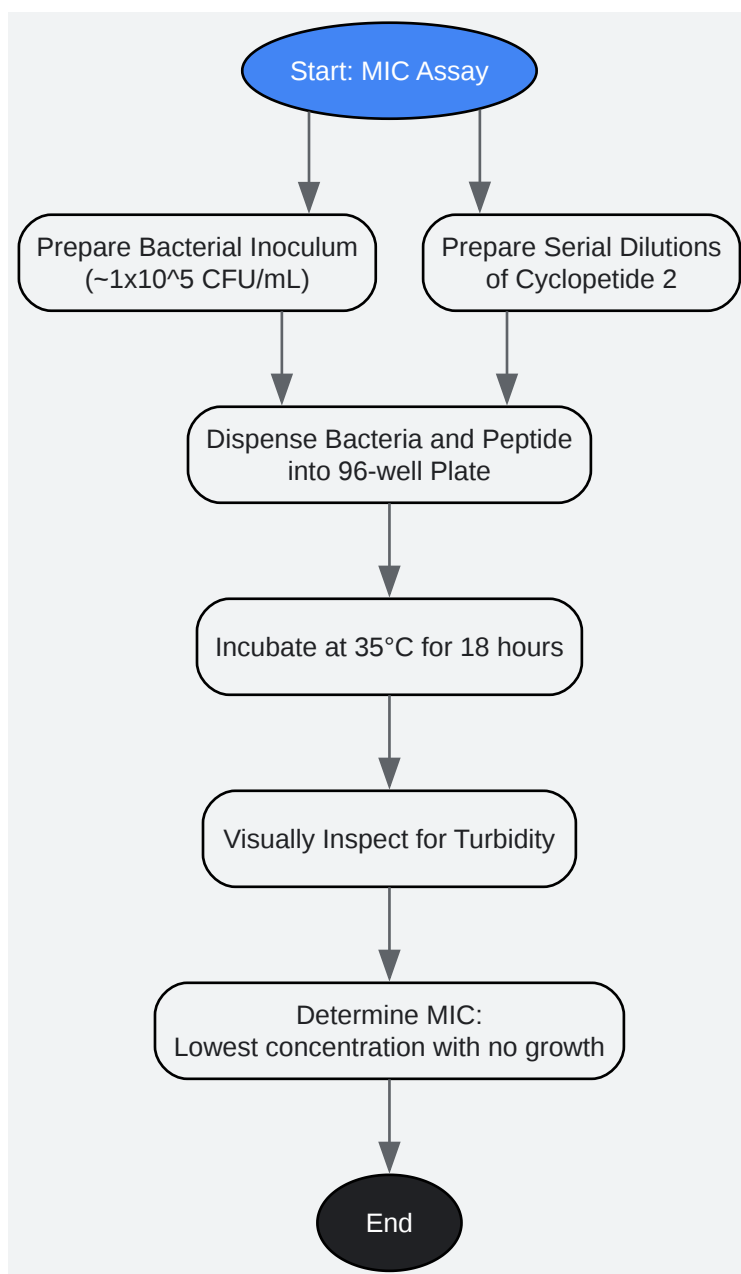 Start: MIC Assay
Prepare Bacterial Inoculum
(~1x10^5 CFU/mL)
Prepare Serial Dilutions
of Cyclopetide 2
Dispense Bacteria and Peptide
into 96-well Plate
Incubate at 35°C for 18 hours
Visually Inspect for Turbidity
Determine MIC:
Lowest concentration with no growth
End